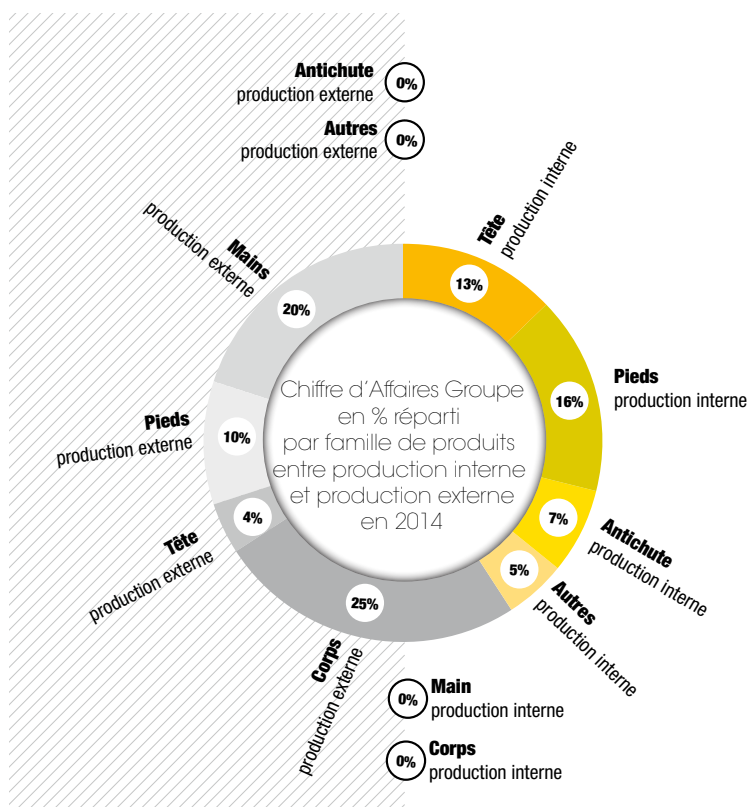 Antichute
production externe
0%
Autres
production externe
0%
Tête
production interne
13%
Pieds
production interne
16%
Antichute
production interne
7%
Autres
production interne
5%
Main
production interne
0%
Corps
production interne
0%
Corps
production externe
25%
Tête
production externe
4%
Pieds
production externe
10%
Mains
production externe
20%
Chiffre d'Affaires Groupe
en % réparti
par famille de produits
entre production interne
et production externe
en 2014